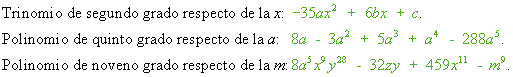 Trinomio de segundo grado respecto de la x: −35ax² + 6bx + c.
Polinomio de quinto grado respecto de la a: 8a - 3a² + 5a³ + a⁴ - 288a⁵.
Polinomio de noveno grado respecto de la m: 8a⁵x⁹y²⁸ - 32zy + 459x¹¹ - m⁹.